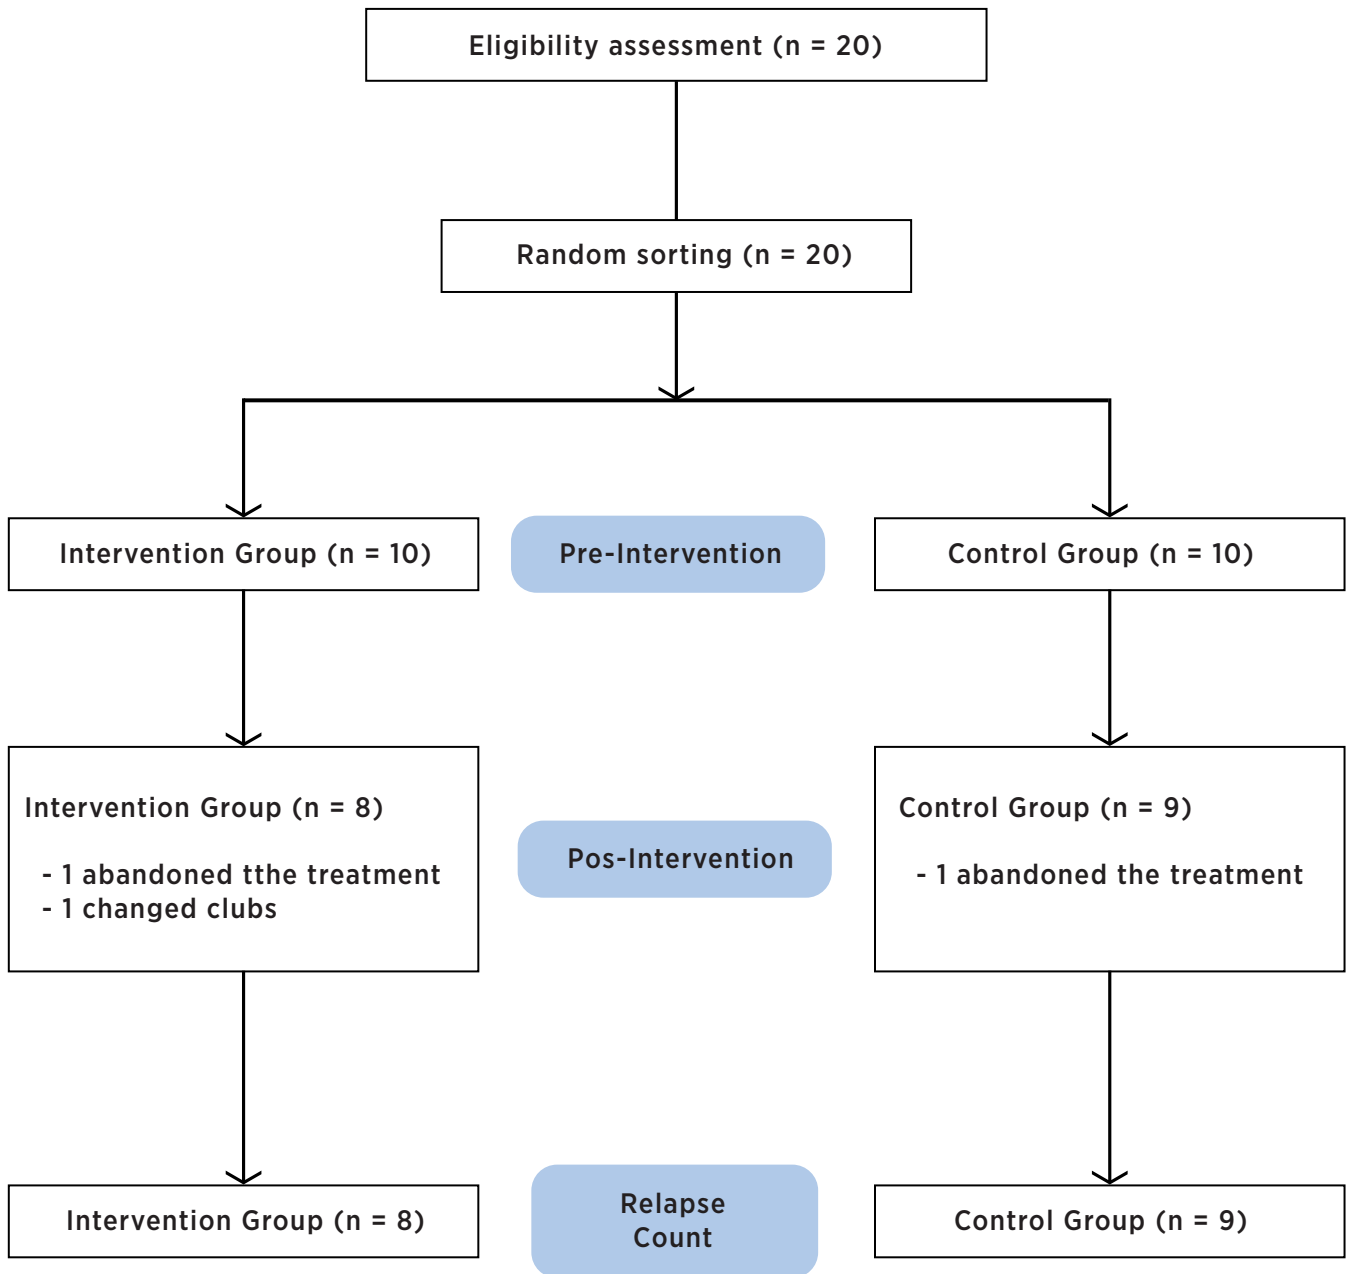 Eligibility assessment (n = 20)
Random sorting (n = 20)
Intervention Group (n = 10)
Pre-Intervention
Control Group (n = 10)
Intervention Group (n = 8)
- 1 abandoned tthe treatment
- 1 changed clubs
Pos-Intervention
Control Group (n = 9)
- 1 abandoned the treatment
Intervention Group (n = 8)
Relapse
Count
Control Group (n = 9)